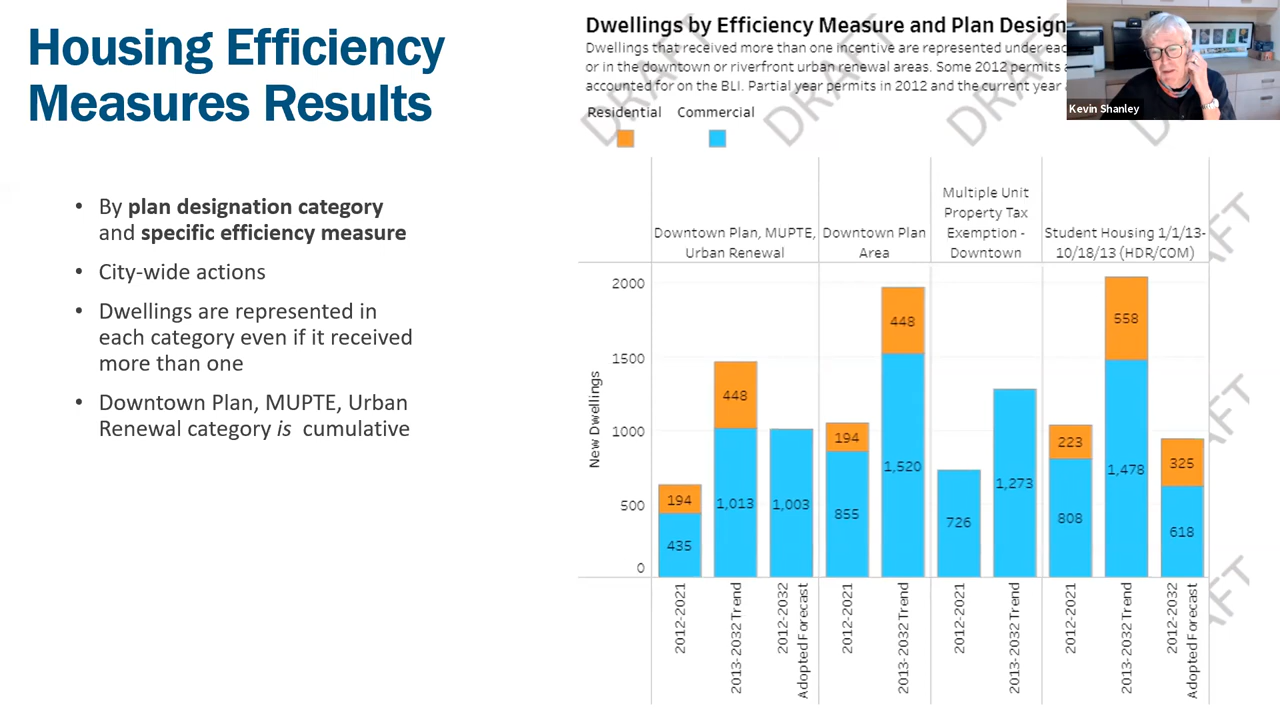 Housing Efficiency
Measures Results
• By plan designation category
and specific efficiency measure
• City-wide actions
• Dwellings are represented in
each category even if it received
more than one
• Downtown Plan, MUPTE, Urban
Renewal category is cumulative
Dwellings by Efficiency Measure and Plan Design
Dwellings that received more than one incentive are represented under eac
or in the downtown or riverfront urban renewal areas. Some 2012 permits
accounted for on the BLI. Partial year permits in 2012 and the current year
Residential Commercial
Kevin Shanley
DRAFT DRAFT DRAFT DRAFT
Downtown Plan, MUPTE,
Urban Renewal
Downtown Plan
Area
Multiple Unit
Property Tax
Exemption -
Downtown
Student Housing 1/1/13-
10/18/13 (HDR/COM)
New Dwellings
2000
1500
1000
500
0
194
435
448
1,013
1,003
194
855
448
1,520
726
1,273
223
808
558
1,478
325
618
2012-2021
2013-2032 Trend
2012-2032
Adopted Forecast
2012-2021
2013-2032 Trend
2012-2021
2013-2032 Trend
2012-2021
2013-2032 Trend
2012-2032
Adopted Forecast
AFT
AFT
AFT